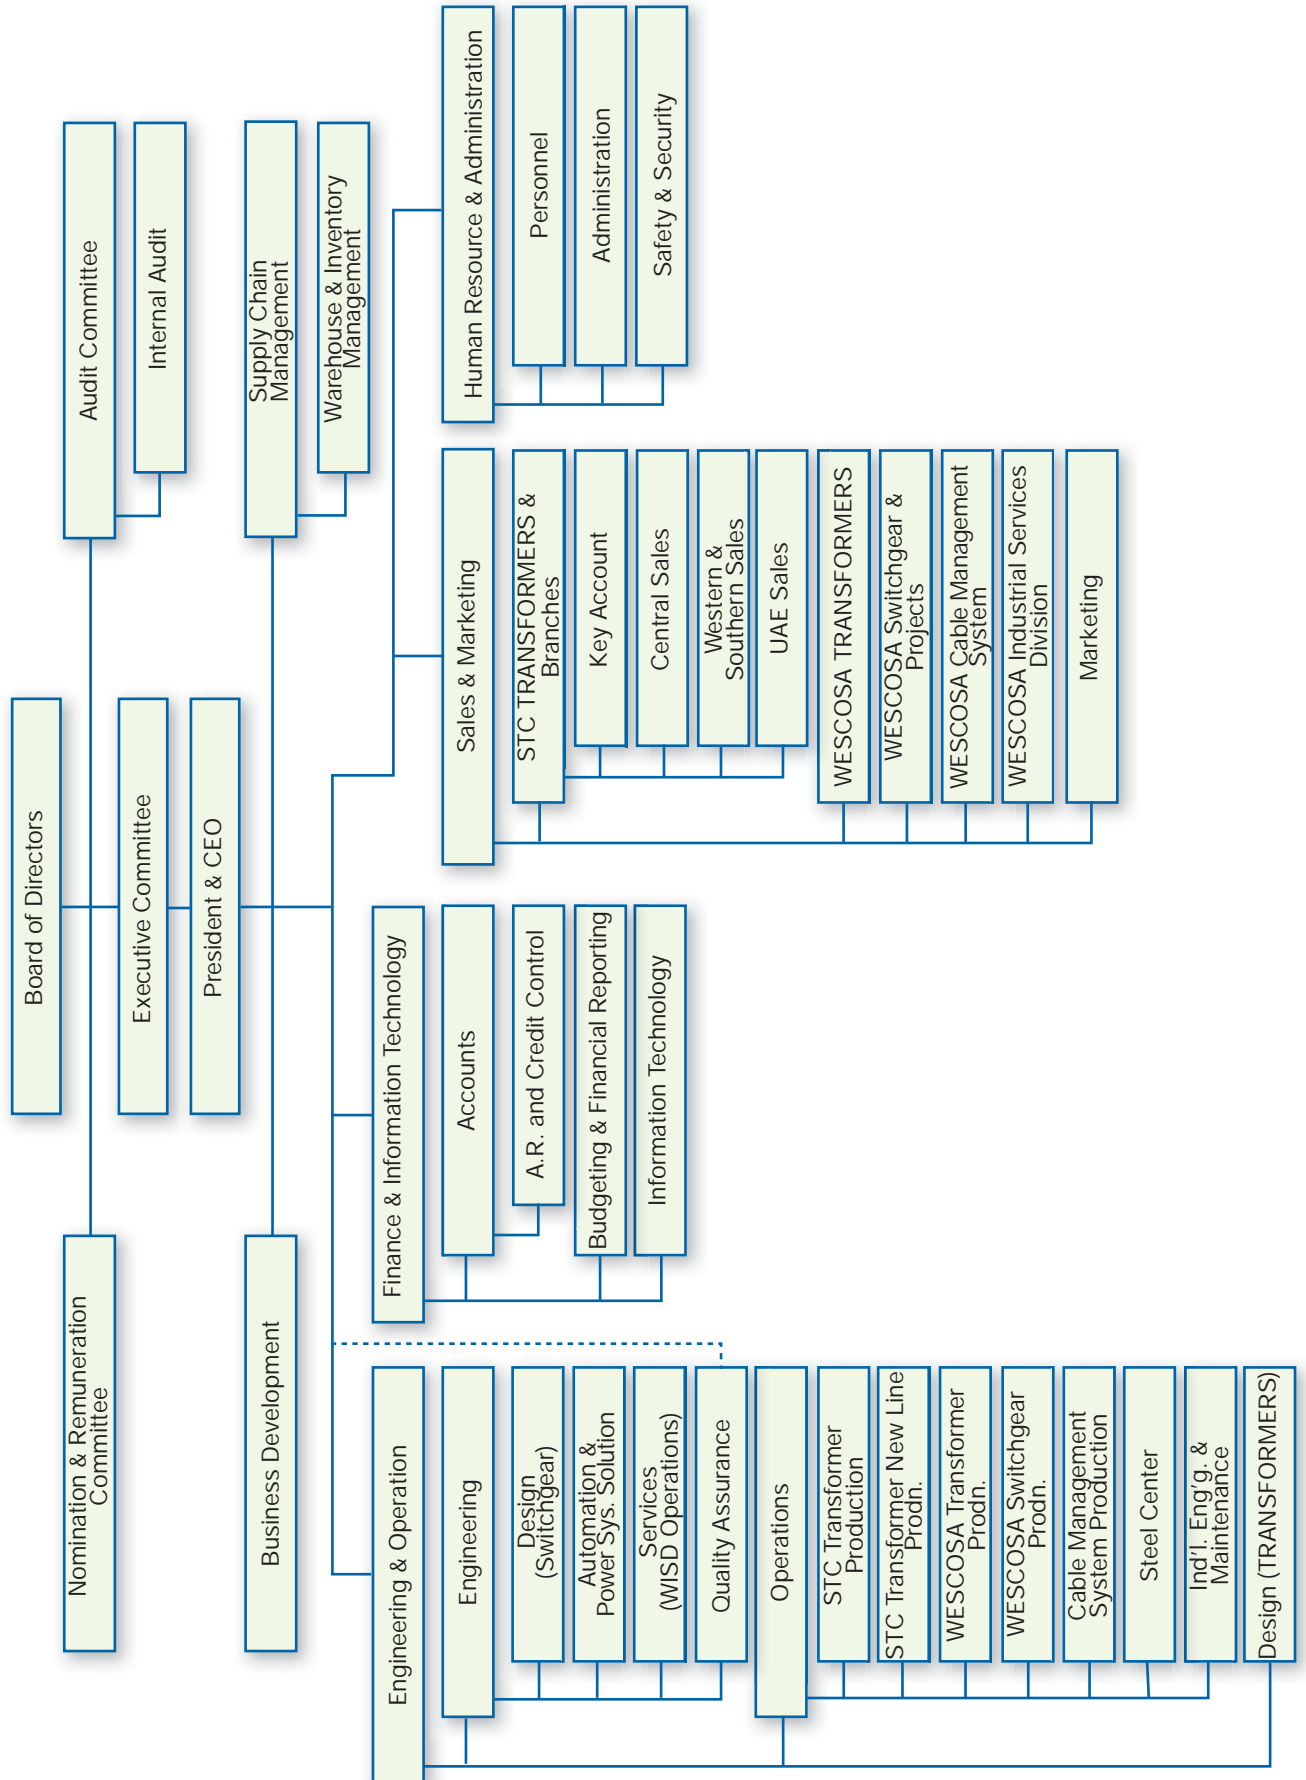 Board of Directors
Nomination & Remuneration
Committee
Audit Committee
Internal Audit
Executive Committee
President & CEO
Business Development
Supply Chain
Management
Warehouse & Inventory
Management
Engineering & Operation
Engineering
Design
(Switchgear)
Automation &
Power Sys. Solution
Services
(WISD Operations)
Quality Assurance
Operations
STC Transformer
Production
STC Transformer New Line
Prodn.
WESCOSA Transformer
Prodn.
WESCOSA Switchgear
Prodn.
Cable Management
System Production
Steel Center
Ind'l. Eng'g. &
Maintenance
Design (TRANSFORMERS)
Finance & Information Technology
Accounts
A.R. and Credit Control
Budgeting & Financial Reporting
Information Technology
Sales & Marketing
STC TRANSFORMERS &
Branches
Key Account
Central Sales
Western &
Southern Sales
UAE Sales
WESCOSA TRANSFORMERS
WESCOSA Switchgear &
Projects
WESCOSA Cable Management
System
WESCOSA Industrial Services
Division
Marketing
Human Resource & Administration
Personnel
Administration
Safety & Security